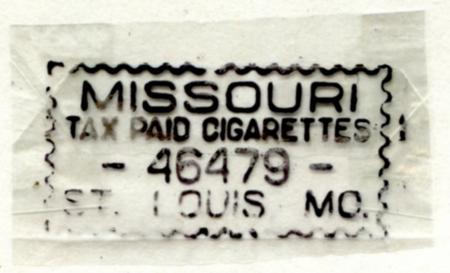 MISSOURI
TAX PAID CIGARETTES
- 46479 -
ST. LOUIS MO.